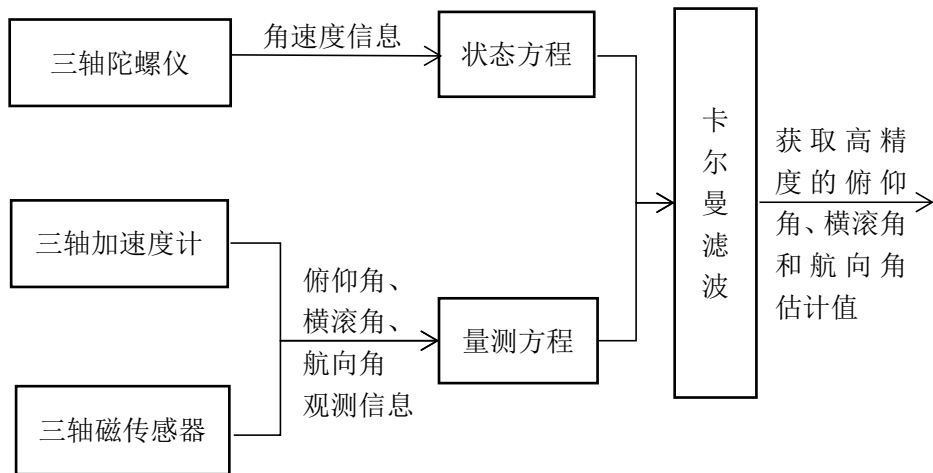 三轴陀螺仪
角速度信息
状态方程
三轴加速度计
俯仰角、
横滚角、
航向角
观测信息
量测方程
三轴磁传感器
卡
尔
曼
滤
波
获取高精
度的俯仰
角、横滚角
和航向角
估计值